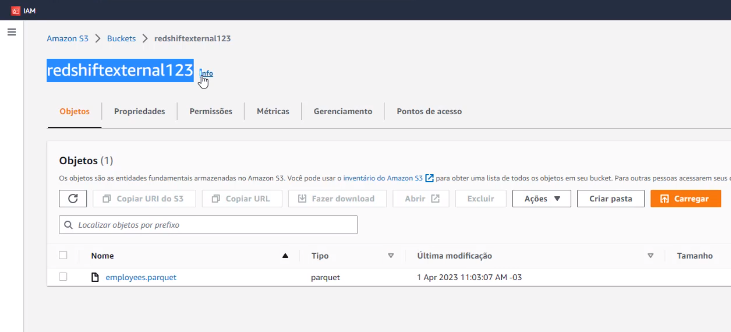 IAM
Amazon S3 > Buckets > redshiftexternal123
redshiftexternal123 Info
Objetos Propriedades Permissões Métricas Gerenciamento Pontos de acesso
Objetos (1)
Os objetos são as entidades fundamentais armazenadas no Amazon S3. Você pode usar o inventário do Amazon S3 para obter uma lista de todos os objetos em seu bucket. Para outras pessoas acessarem seus
Copiar URI do S3 Copiar URL Fazer download Abrir Excluir Ações Criar pasta Carregar
Localizar objetos por prefixo
Nome Tipo Última modificação Tamanho
employees.parquet parquet 1 Apr 2023 11:03:07 AM -03